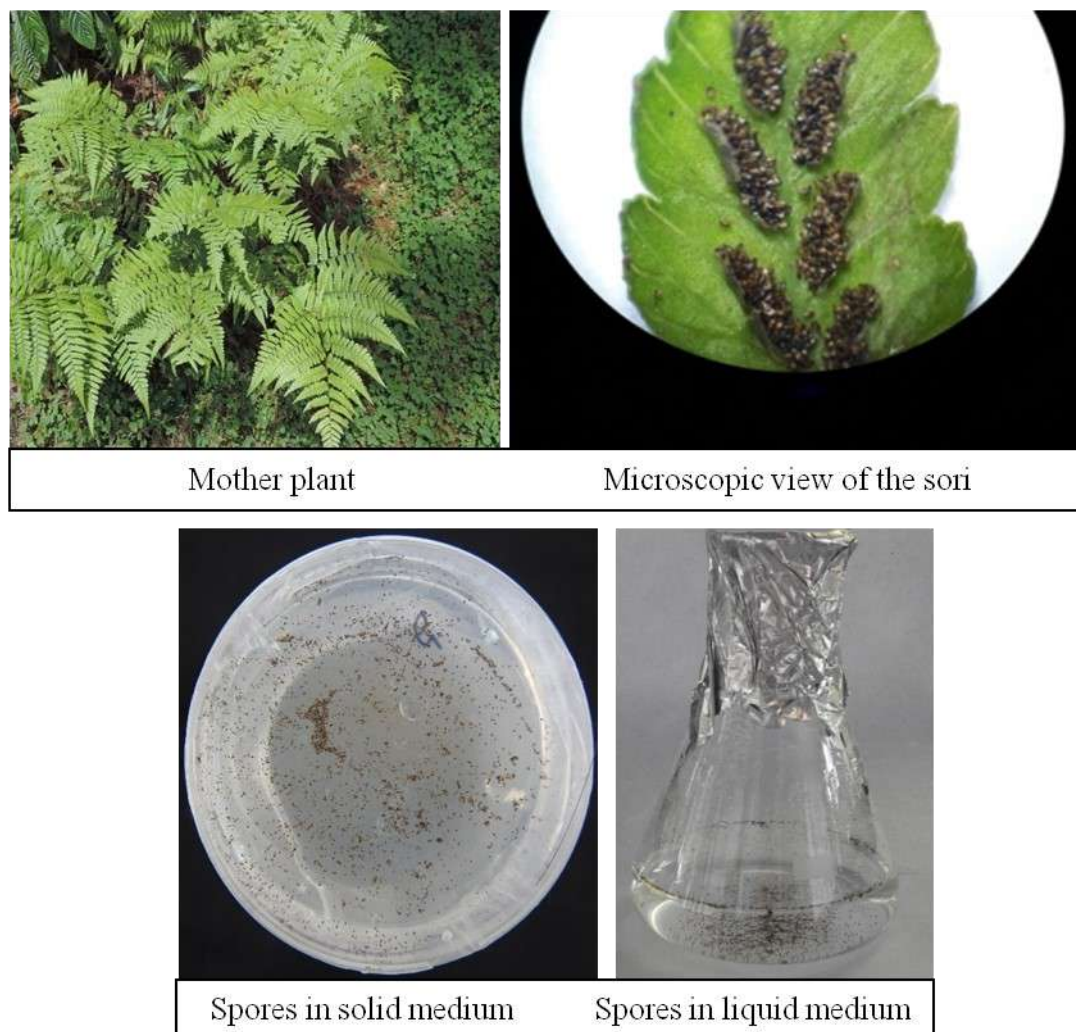 Mother plant
Microscopic view of the sori
Spores in solid medium
Spores in liquid medium